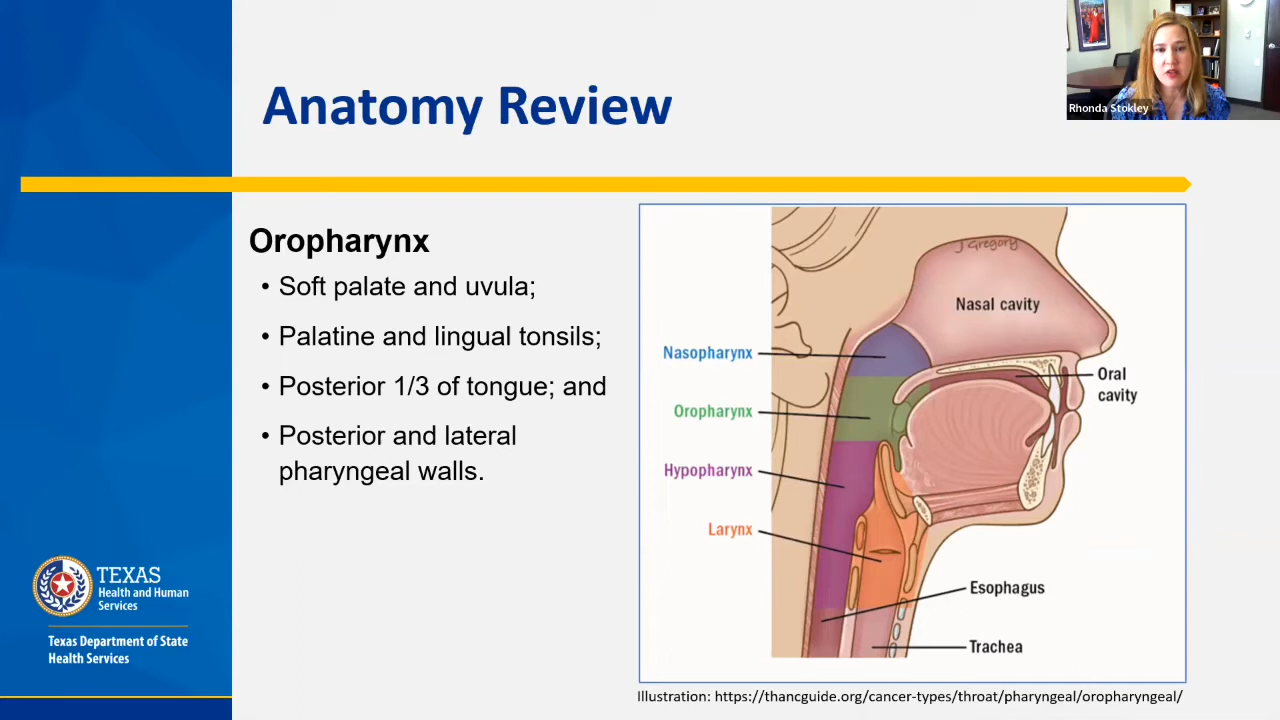 Rhonda Stokley
Anatomy Review
Oropharynx
• Soft palate and uvula;
• Palatine and lingual tonsils;
• Posterior 1/3 of tongue; and
• Posterior and lateral
pharyngeal walls.
J Gregory
Nasal cavity
Nasopharynx
Oral
cavity
Oropharynx
Hypopharynx
Larynx
Esophagus
Trachea
Illustration: https://thancguide.org/cancer-types/throat/pharyngeal/oropharyngeal/
TEXAS
Health and Human
Services
Texas Department of State
Health Services